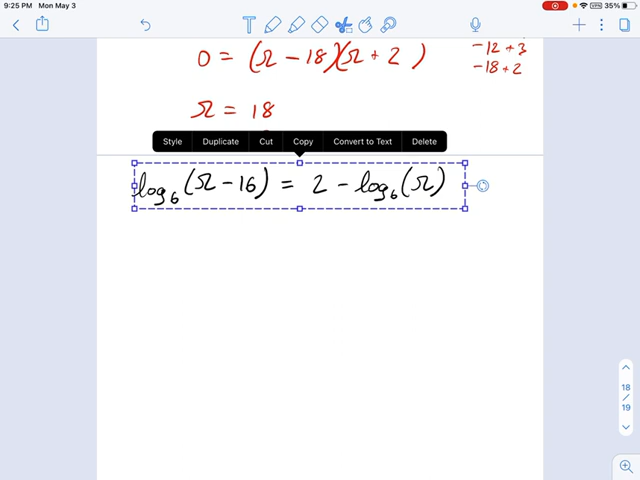 9:25 PM Mon May 3
VPN 35%
0 = (Ω − 18)(Ω + 2)
−12 + 3
−18 + 2
Ω = 18
Style Duplicate Cut Copy Convert to Text Delete
log₆(Ω − 16) = 2 − log₆(Ω)
18
/
19